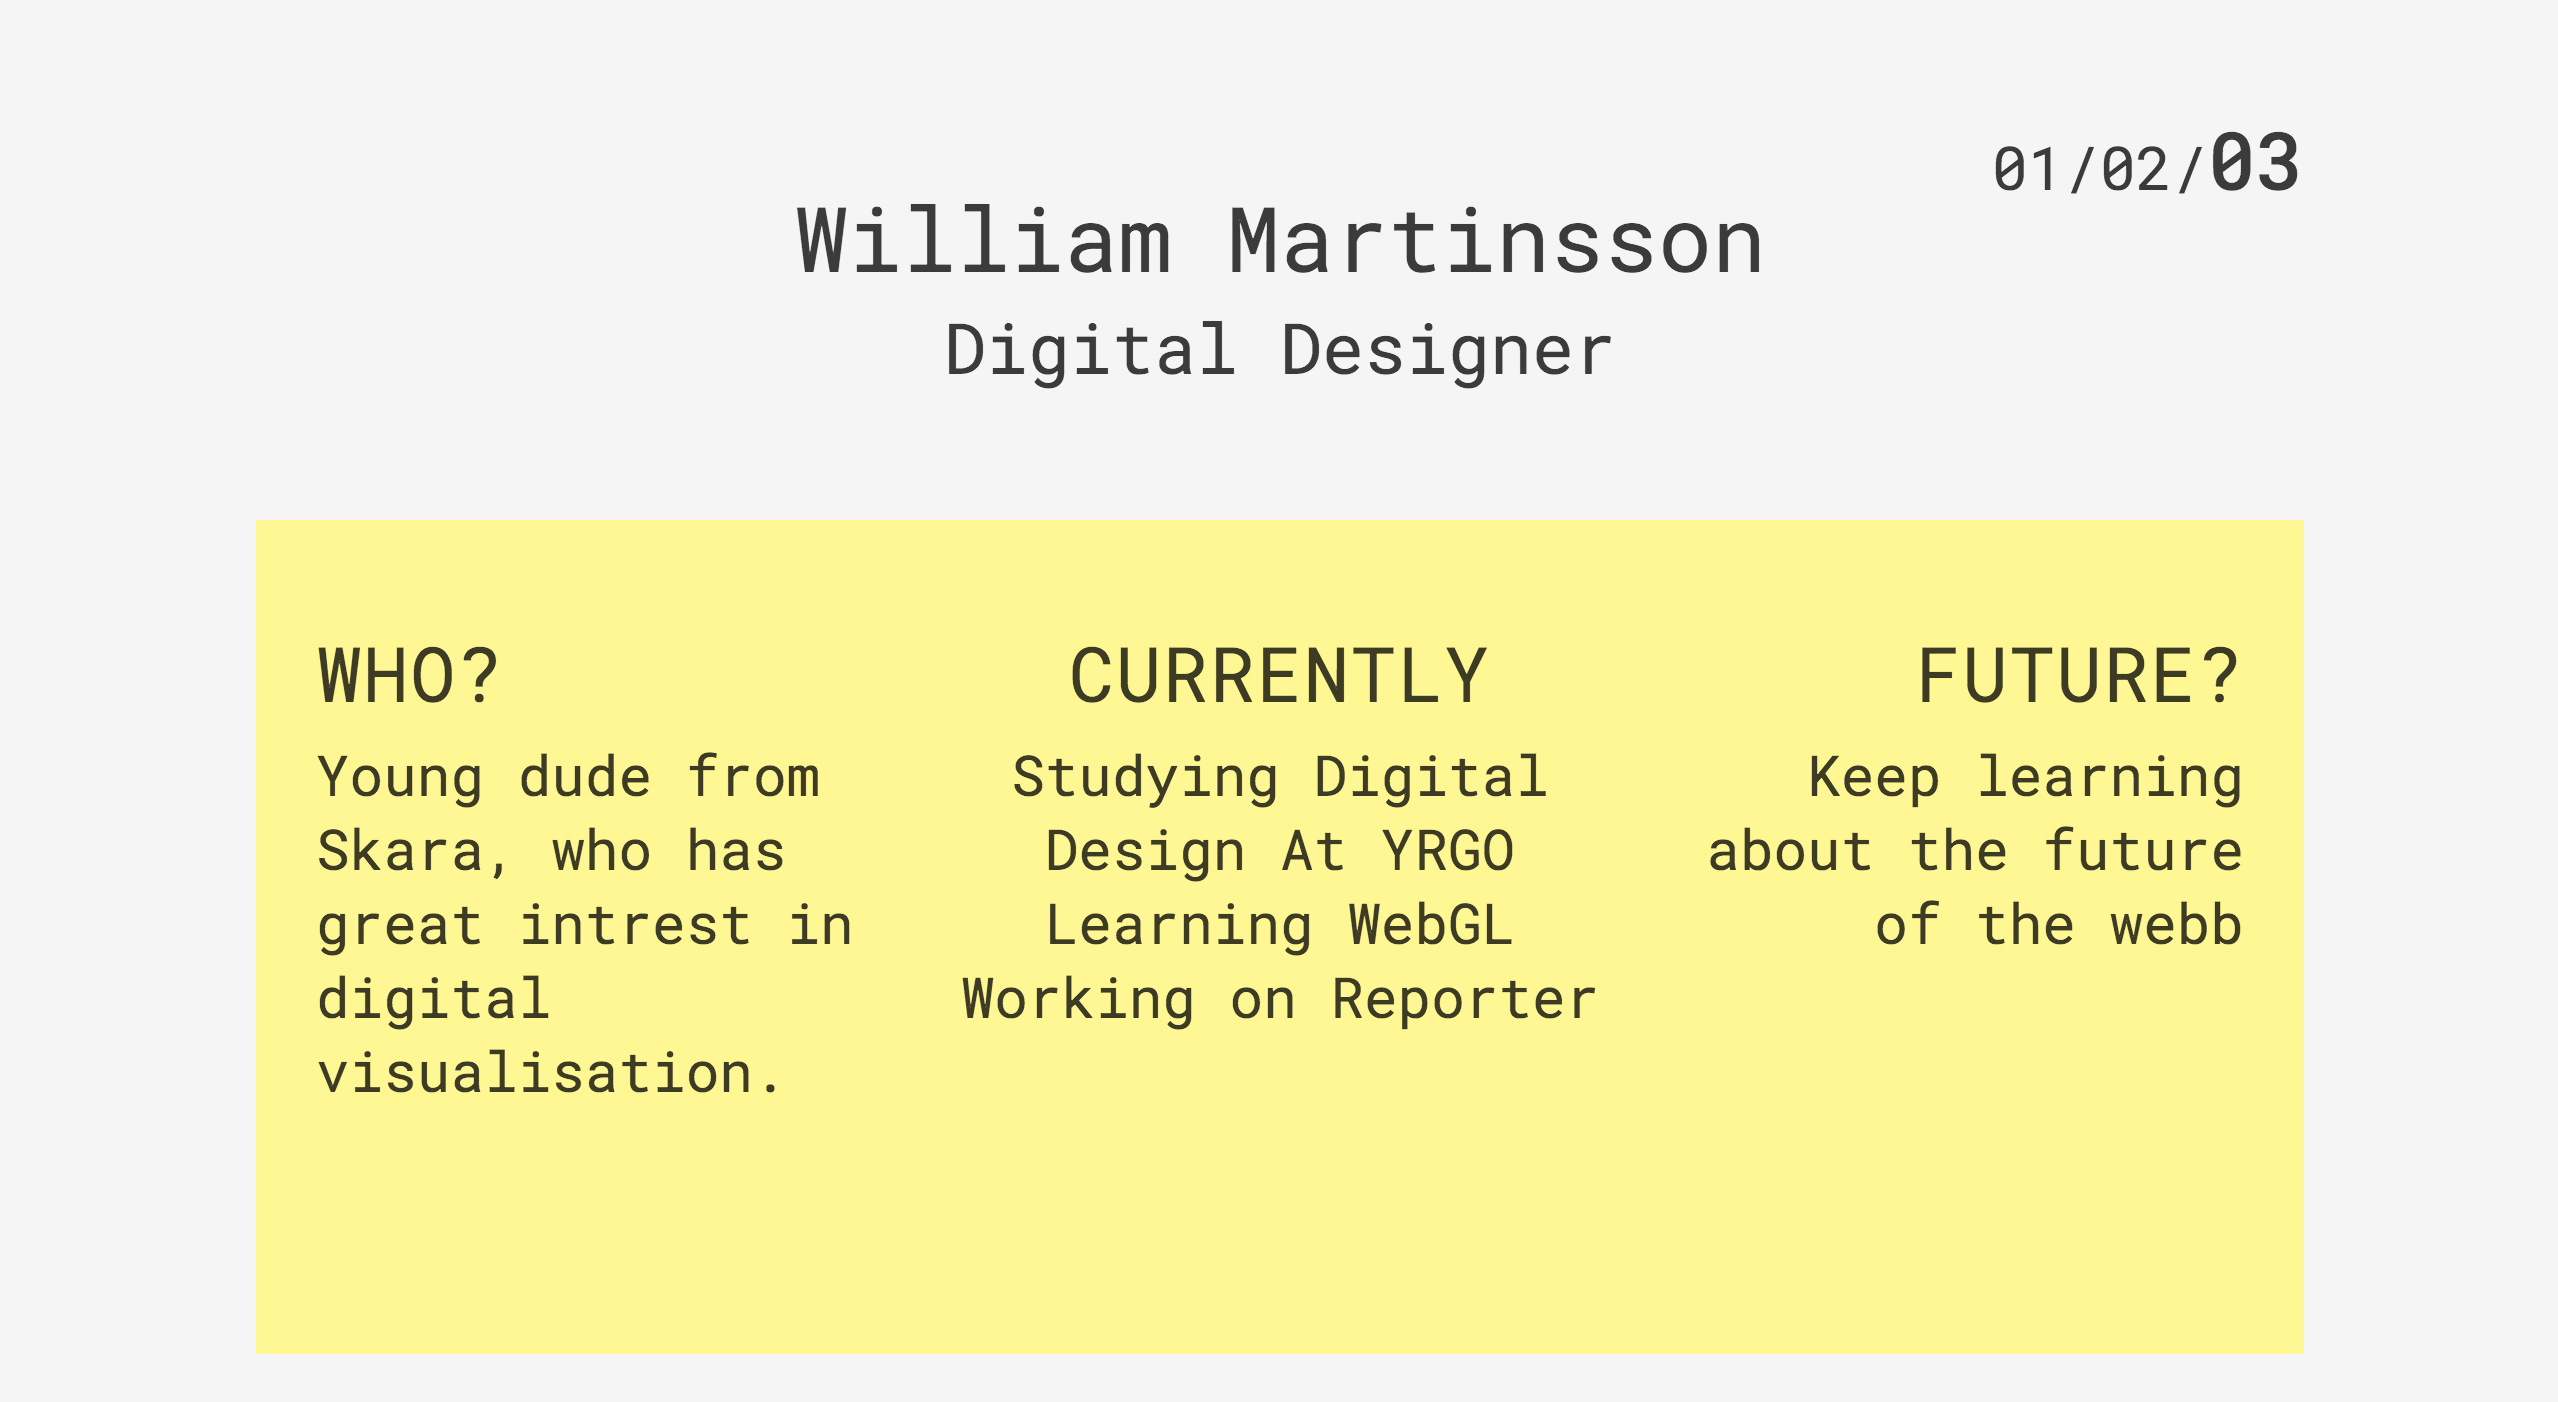 01/02/03
William Martinsson
Digital Designer
WHO?
Young dude from
Skara, who has
great intrest in
digital
visualisation.
CURRENTLY
Studying Digital
Design At YRGO
Learning WebGL
Working on Reporter
FUTURE?
Keep learning
about the future
of the webb